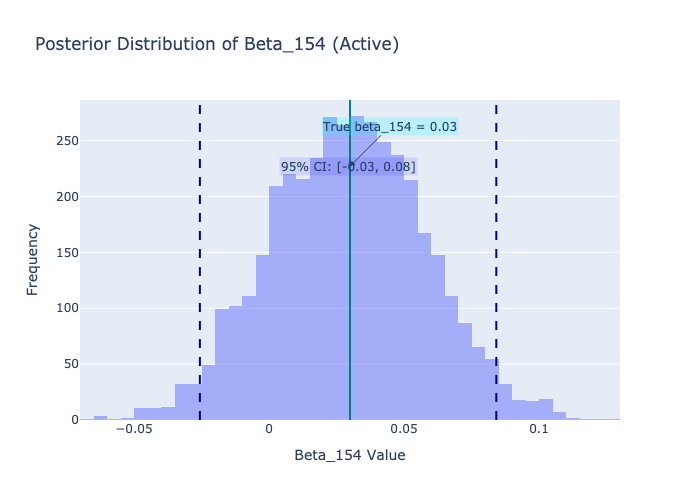 Posterior Distribution of Beta_154 (Active)
True beta_154 = 0.03
95% CI: [-0.03, 0.08]
Frequency
250
200
150
100
50
0
−0.05
0
0.05
0.1
Beta_154 Value